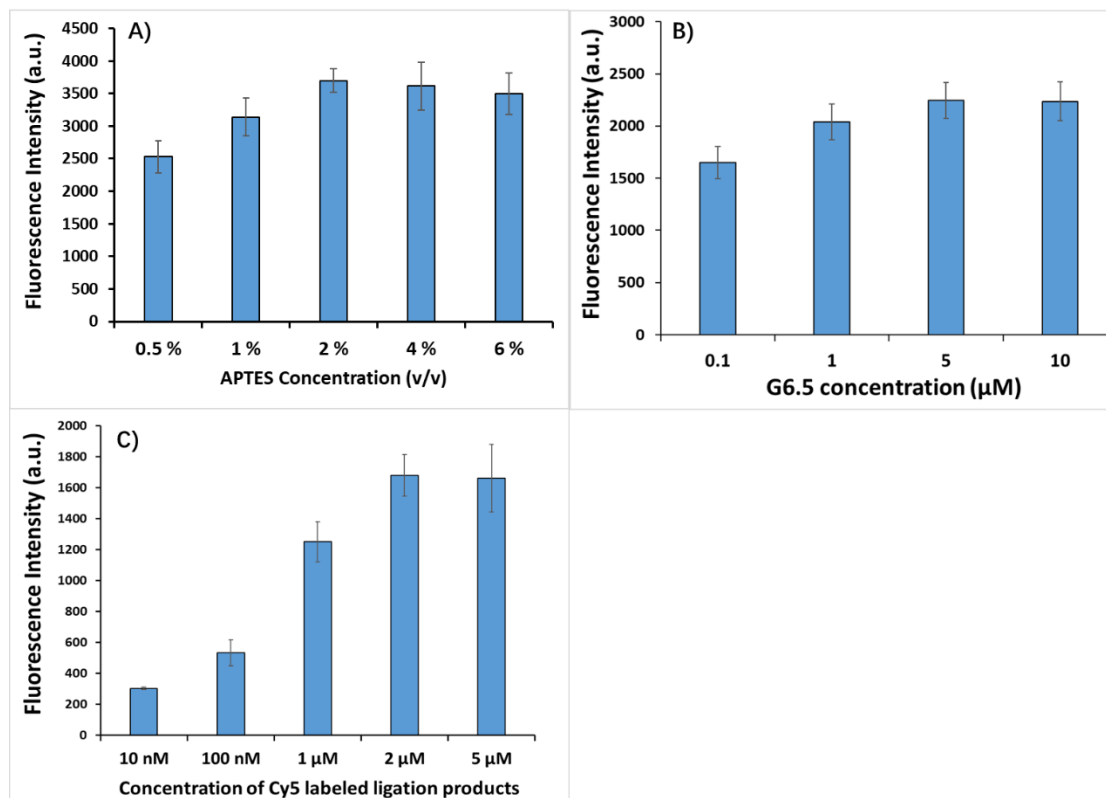 A)
Fluorescence Intensity (a.u.)
4500
4000
3500
3000
2500
2000
1500
1000
500
0
0.5 % 1 % 2 % 4 % 6 %
APTES Concentration (v/v)
B)
Fluorescence Intensity (a.u.)
3000
2500
2000
1500
1000
500
0
0.1 1 5 10
G6.5 concentration (μM)
C)
Fluorescence Intensity (a.u.)
2000
1800
1600
1400
1200
1000
800
600
400
200
0
10 nM 100 nM 1 μM 2 μM 5 μM
Concentration of Cy5 labeled ligation products